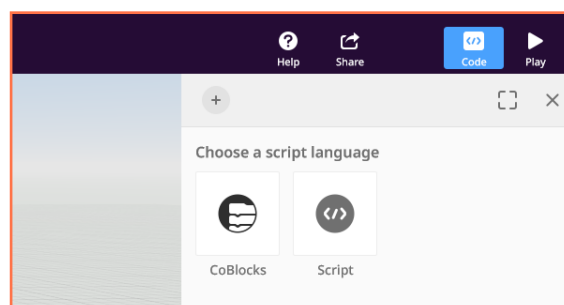 Help
Share
Code
Play
Choose a script language
CoBlocks
Script